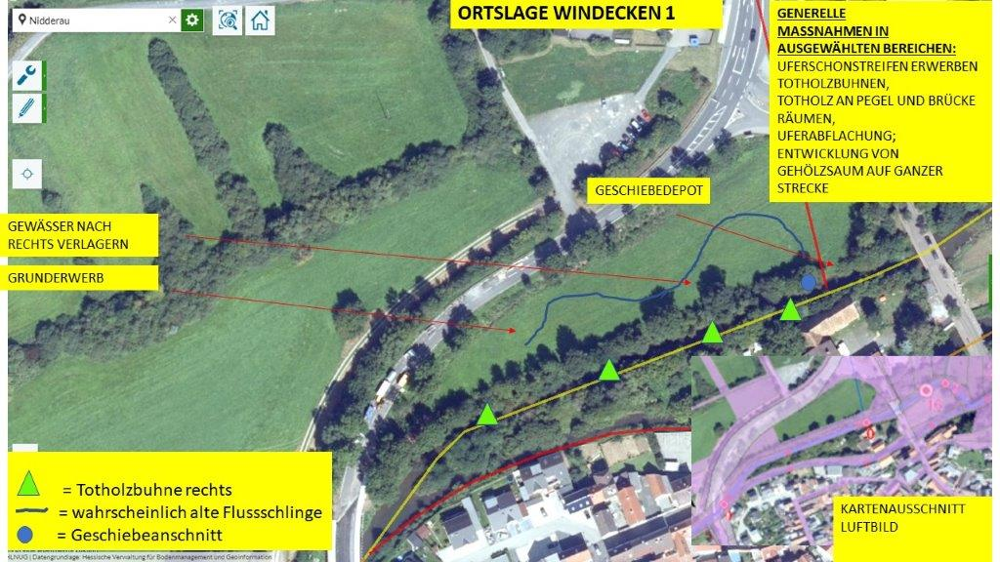 Nidderau
ORTSLAGE WINDECKEN 1
GENERELLE
MASSNAHMEN IN
AUSGEWÄHLTEN BEREICHEN:
UFERSCHONSTREIFEN ERWERBEN
TOTHOLZBUHNEN,
TOTHOLZ AN PEGEL UND BRÜCKE
RÄUMEN,
UFERABFLACHUNG;
ENTWICKLUNG VON
GEHÖLZSAUM AUF GANZER
STRECKE
GESCHIEBEDEPOT
GEWÄSSER NACH
RECHTS VERLAGERN
GRUNDERWERB
= Totholzbuhne rechts
= wahrscheinlich alte Flussschlinge
= Geschiebeanschnitt
HLNUG | Datengrundlage: Hessische Verwaltung für Bodenmanagement und Geoinformation
16
KARTENAUSSCHNITT
LUFTBILD